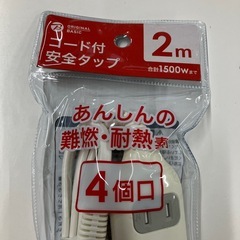 ORIGINAL
BASIC
コード付
安全タップ
2m
合計1500Wまで
あんしんの
難燃・耐熱素
4個口